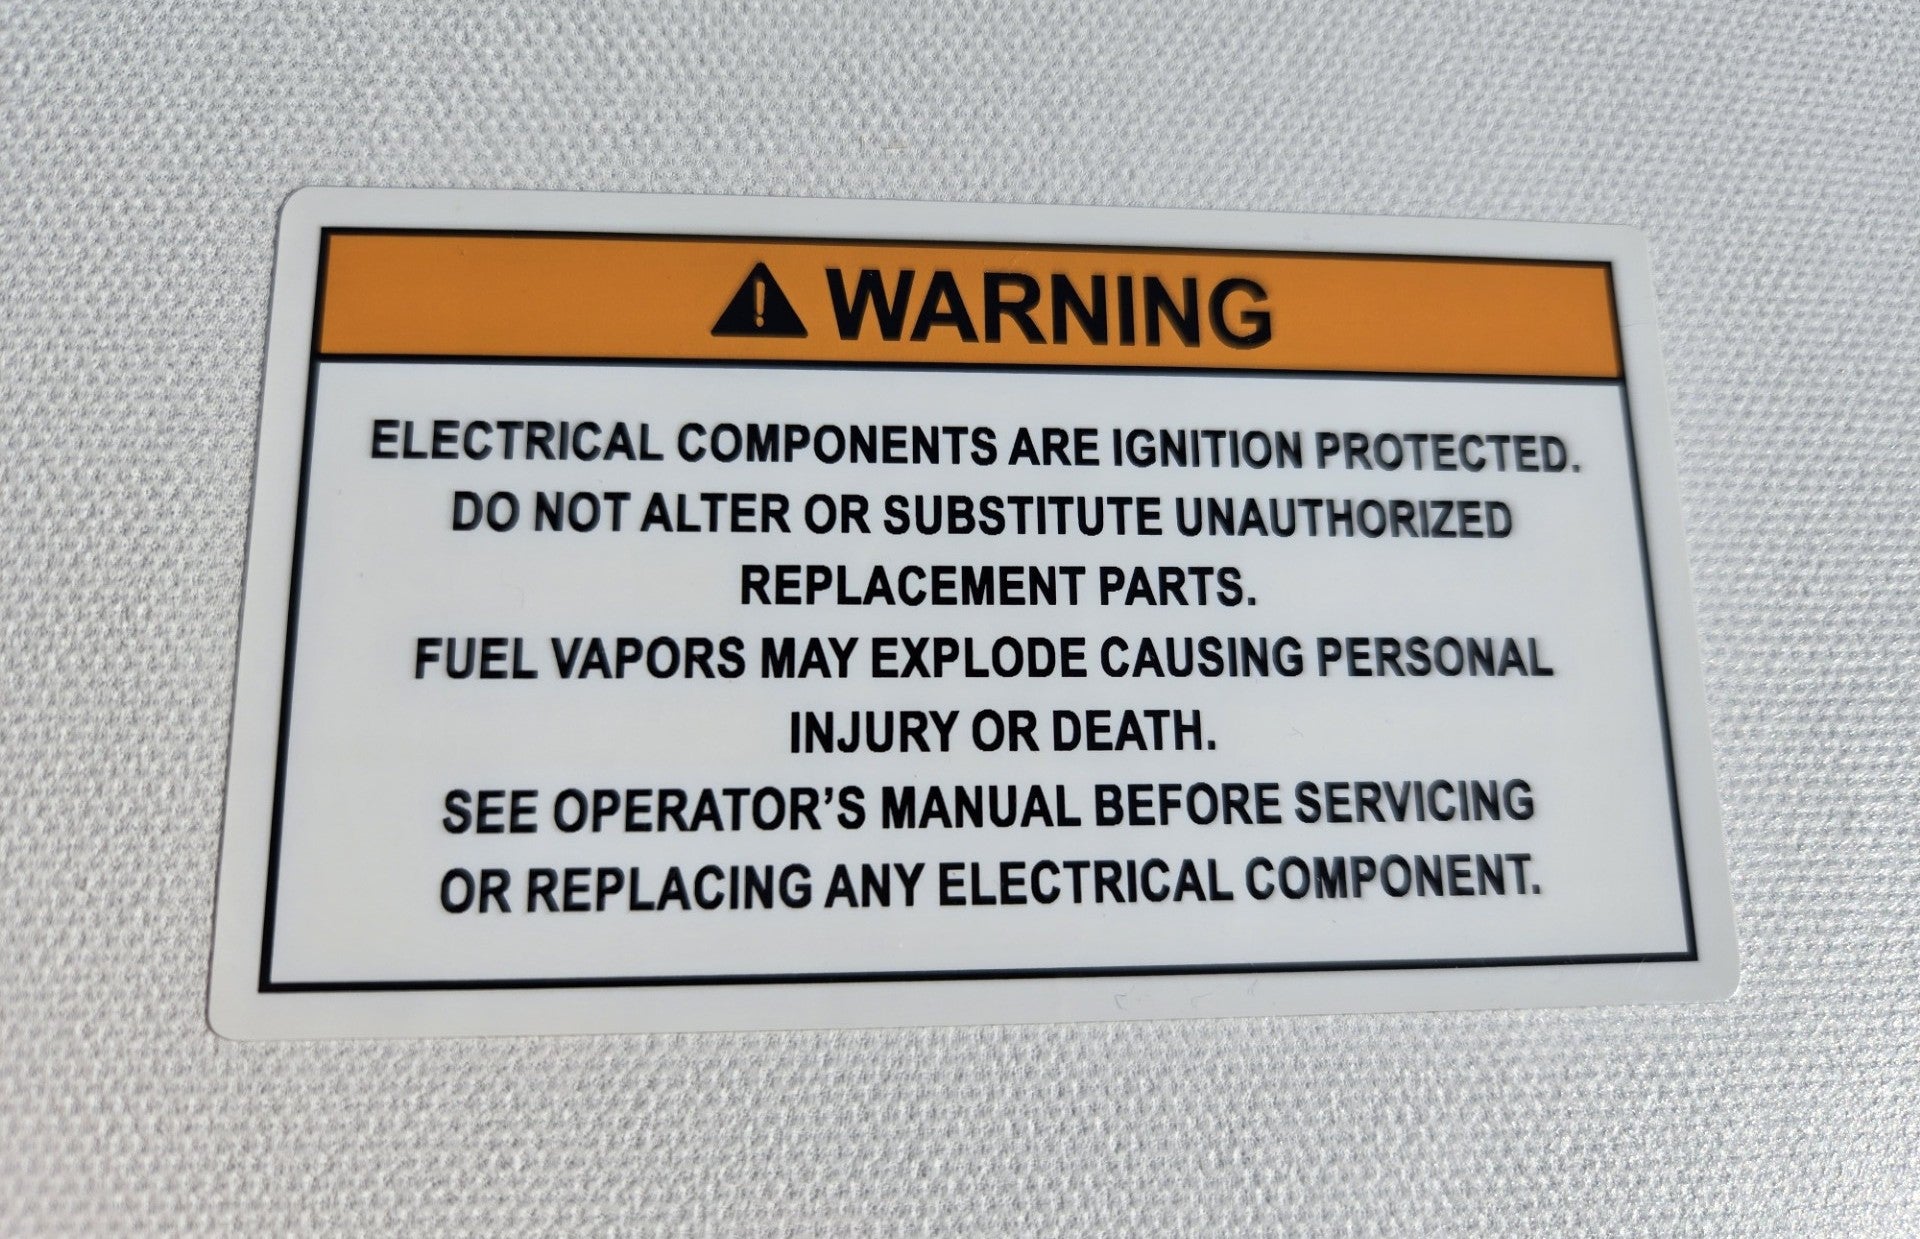 WARNING
ELECTRICAL COMPONENTS ARE IGNITION PROTECTED.
DO NOT ALTER OR SUBSTITUTE UNAUTHORIZED
REPLACEMENT PARTS.
FUEL VAPORS MAY EXPLODE CAUSING PERSONAL
INJURY OR DEATH.
SEE OPERATOR’S MANUAL BEFORE SERVICING
OR REPLACING ANY ELECTRICAL COMPONENT.